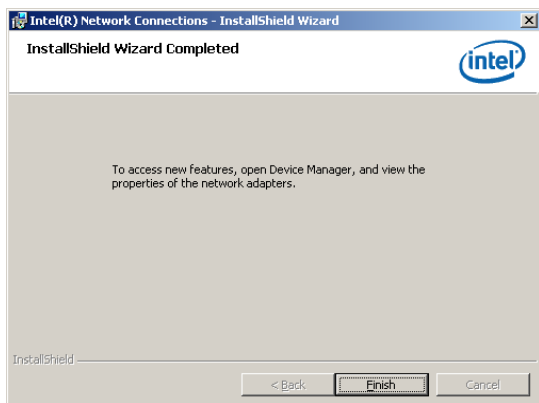 Intel(R) Network Connections - InstallShield Wizard
InstallShield Wizard Completed
intel
To access new features, open Device Manager, and view the
properties of the network adapters.
InstallShield
< Back
Finish
Cancel